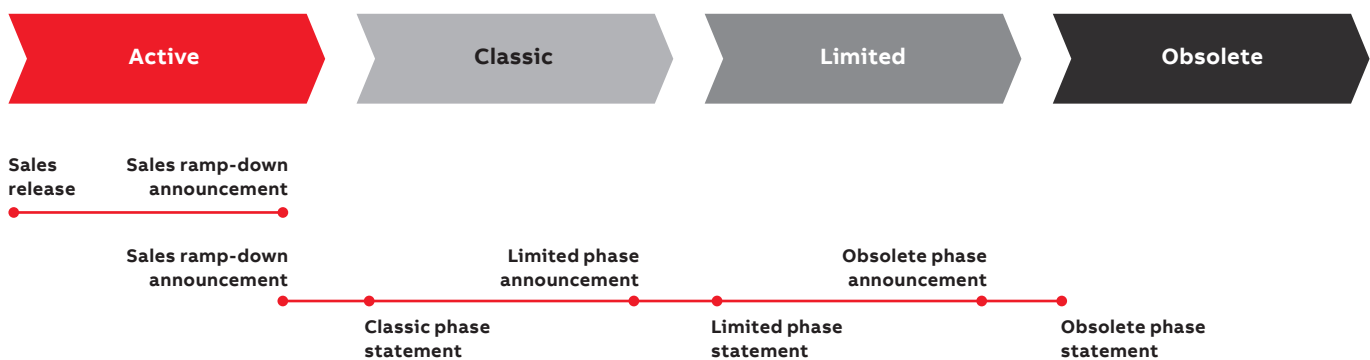 Active
Classic
Limited
Obsolete
Sales
release
Sales ramp-down
announcement
Sales ramp-down
announcement
Limited phase
announcement
Obsolete phase
announcement
Classic phase
statement
Limited phase
statement
Obsolete phase
statement